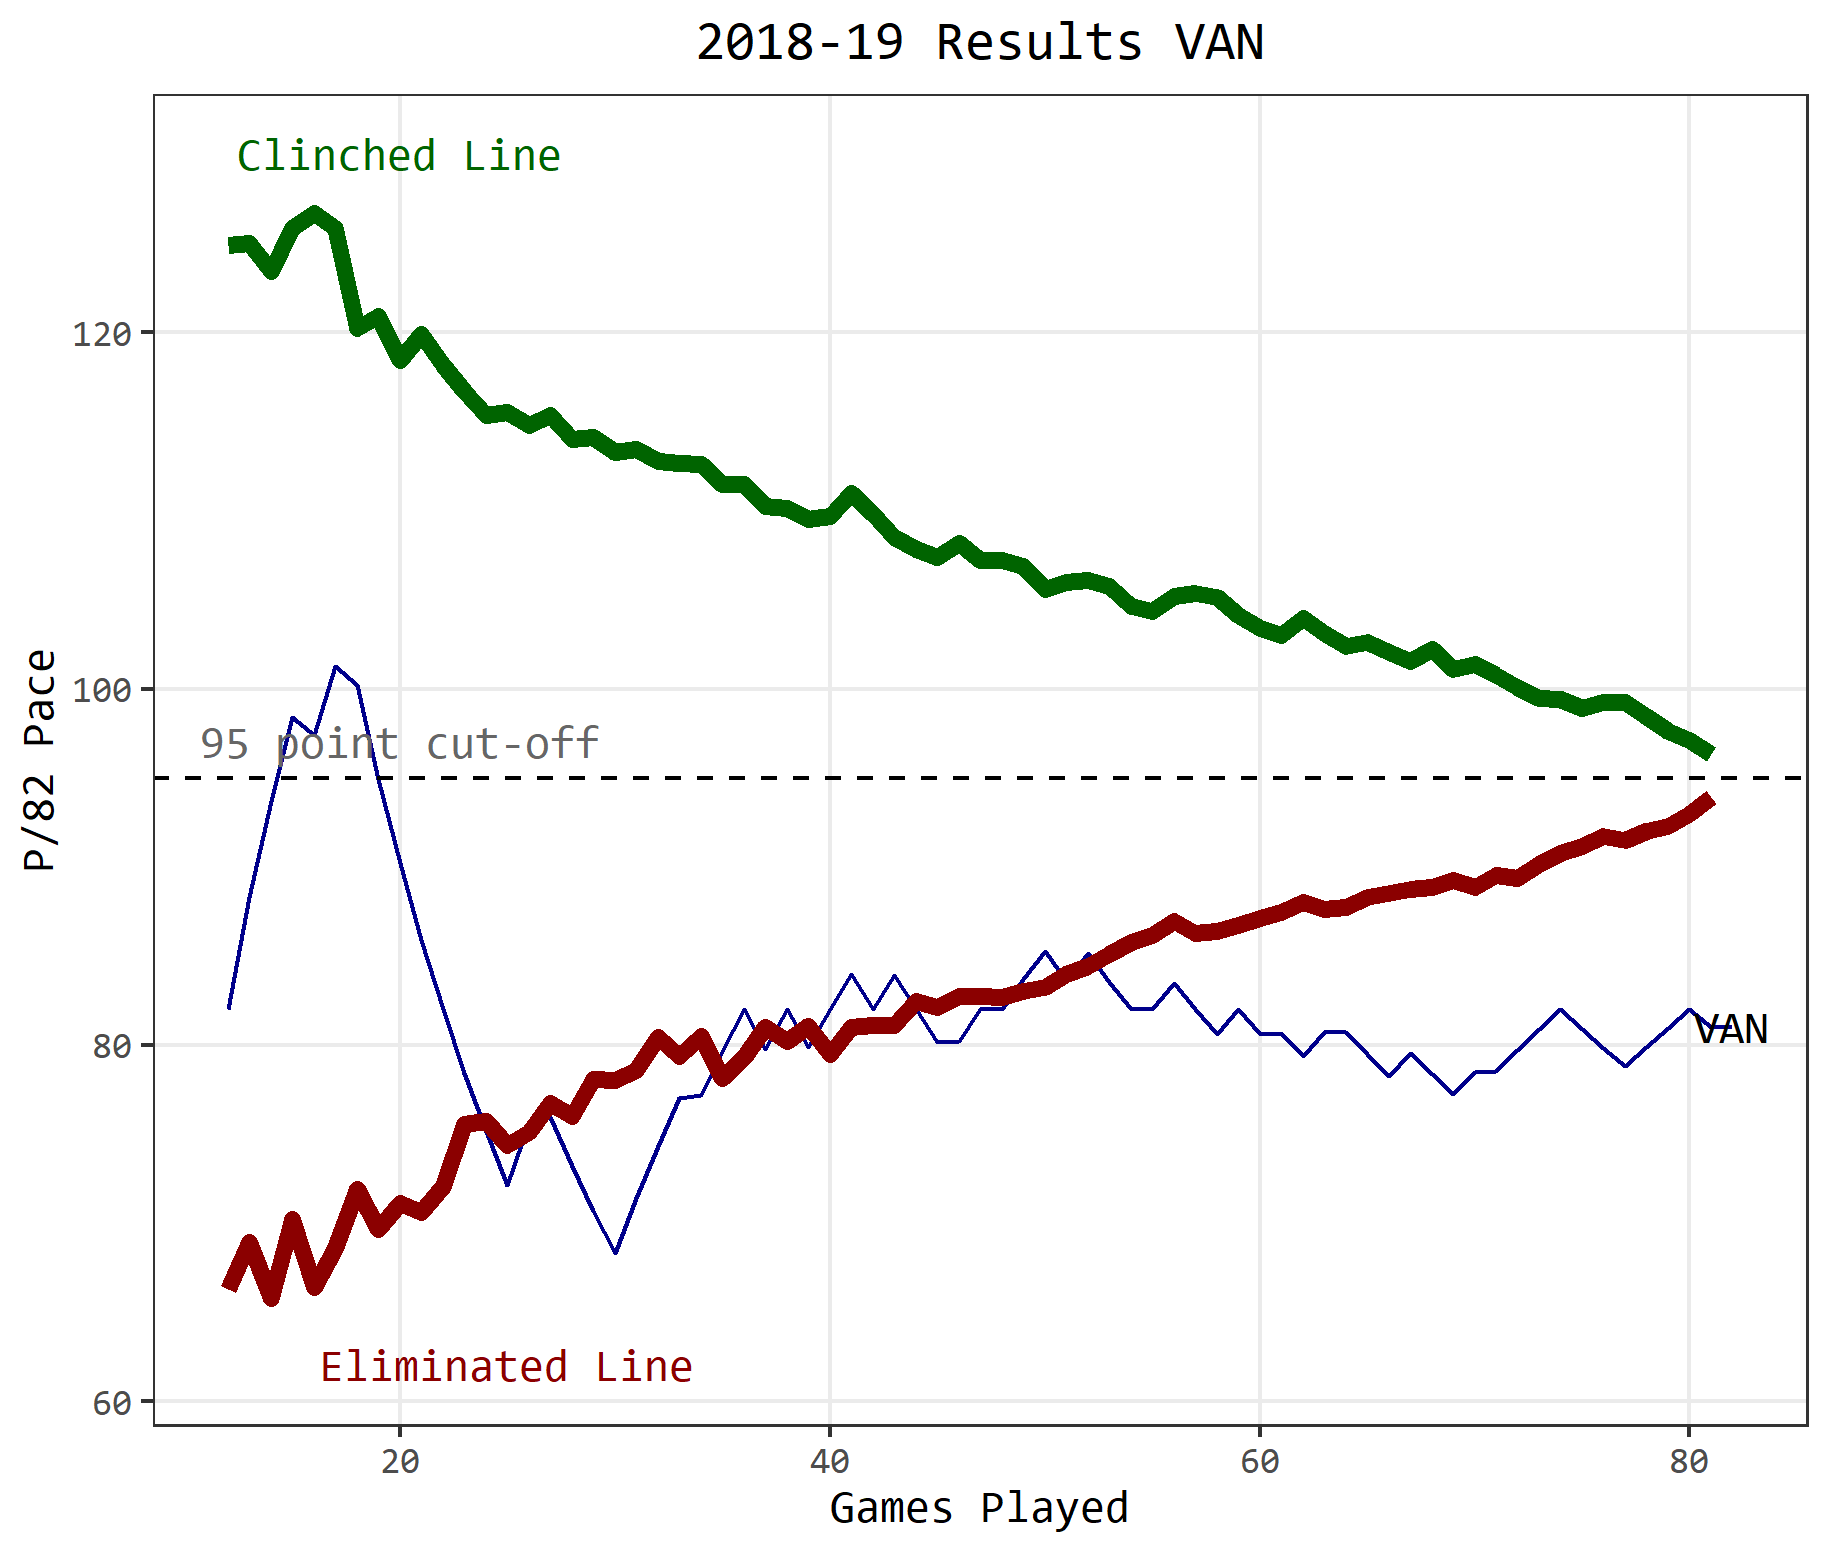 2018-19 Results VAN
Clinched Line
120
100
95 point cut-off
P/82 Pace
80
VAN
Eliminated Line
60
20 40 60 80
Games Played